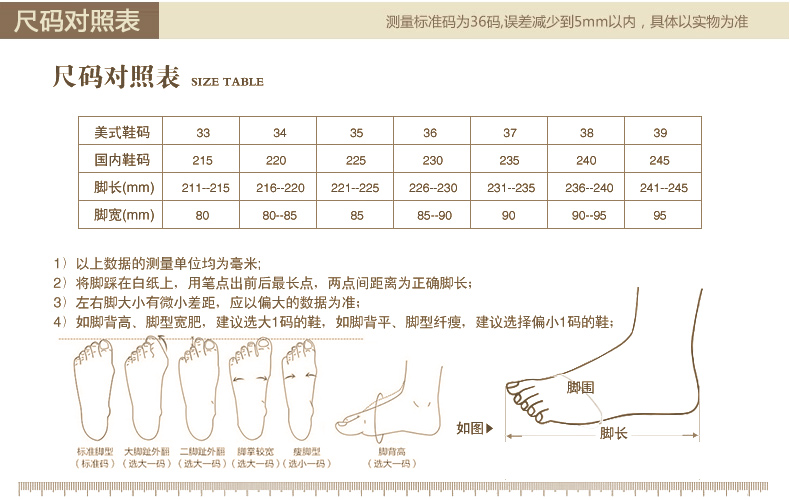 尺码对照表
测量标准码为36码,误差减少到5mm以内，具体以实物为准
尺码对照表 SIZE TABLE
美式鞋码 33 34 35 36 37 38 39
国内鞋码 215 220 225 230 235 240 245
脚长(mm) 211--215 216--220 221--225 226--230 231--235 236--240 241--245
脚宽(mm) 80 80--85 85 85--90 90 90--95 95
1）以上数据的测量单位均为毫米;
2）将脚踩在白纸上，用笔点出前后最长点，两点间距离为正确脚长；
3）左右脚大小有微小差距，应以偏大的数据为准；
4）如脚背高、脚型宽肥，建议选大1码的鞋，如脚背平、脚型纤瘦，建议选择偏小1码的鞋；
脚围
如图
脚长
标准脚型 大脚趾外翻 二脚趾外翻 脚掌较宽 瘦脚型 脚背高
（标准码） （选大一码） （选大一码） （选大一码） （选小一码） （选大一码）